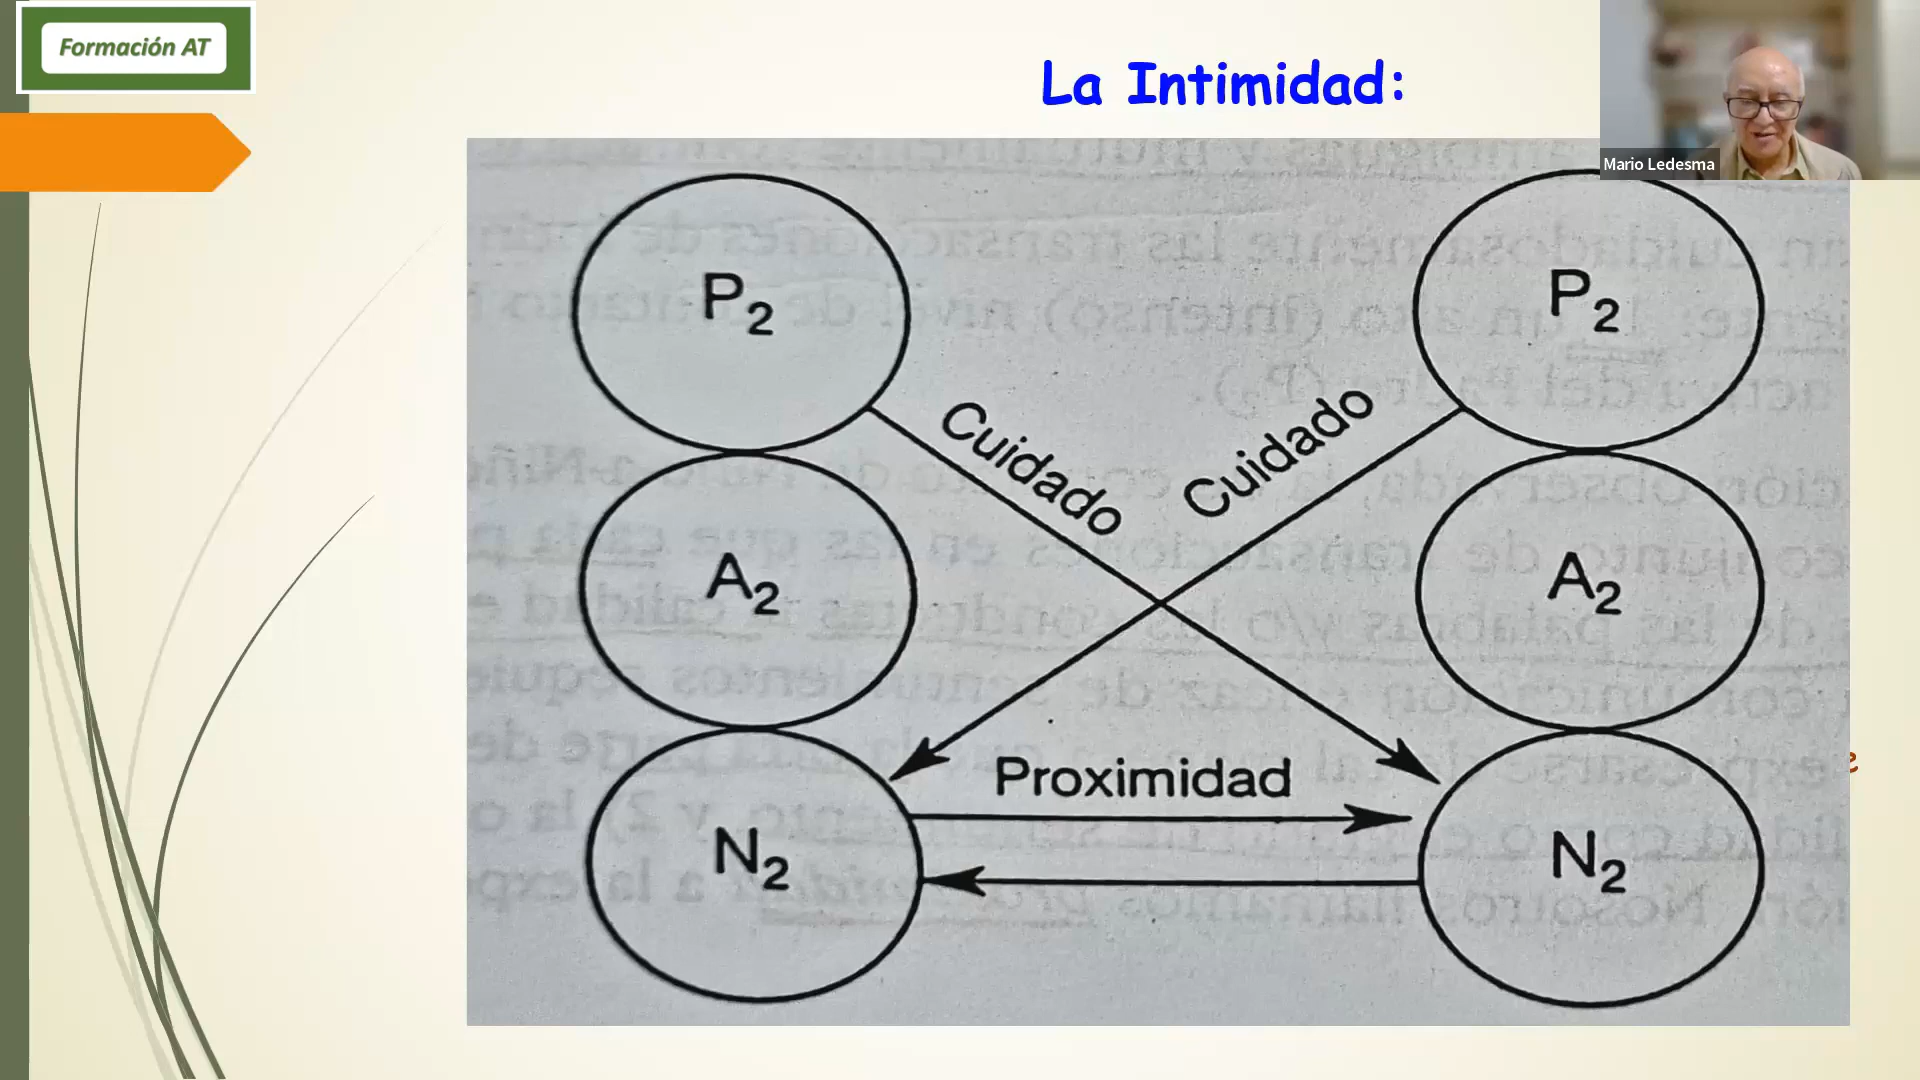 Formación AT
La Intimidad:
Mario Ledesma
P₂
P₂
Cuidado
Cuidado
A₂
A₂
Proximidad
N₂
N₂